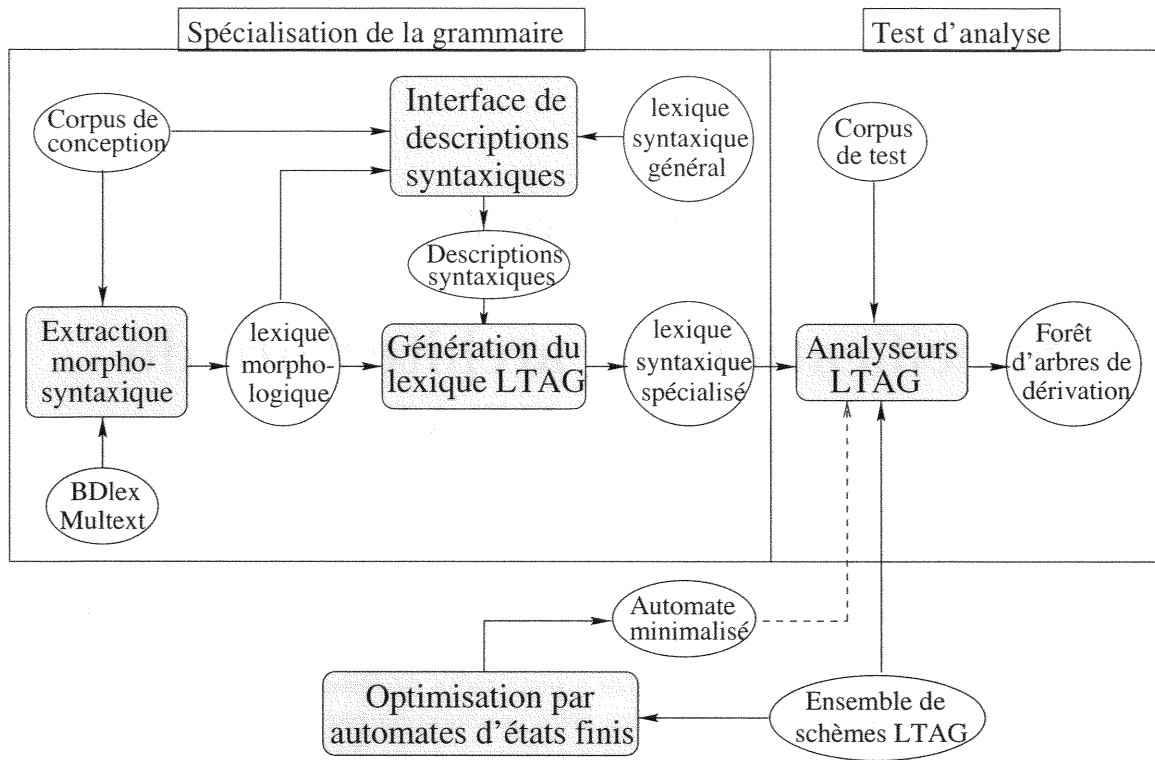 Spécialisation de la grammaire
Test d'analyse
Corpus de
conception
Interface de
descriptions
syntaxiques
lexique
syntaxique
général
Corpus
de test
Descriptions
syntaxiques
Extraction
morpho-
syntaxique
lexique
morpho-
logique
Génération du
lexique LTAG
lexique
syntaxique
spécialisé
Analyseurs
LTAG
Forêt
d'arbres de
dérivation
BDlex
Multext
Automate
minimalisé
Optimisation par
automates d'états finis
Ensemble de
schèmes LTAG